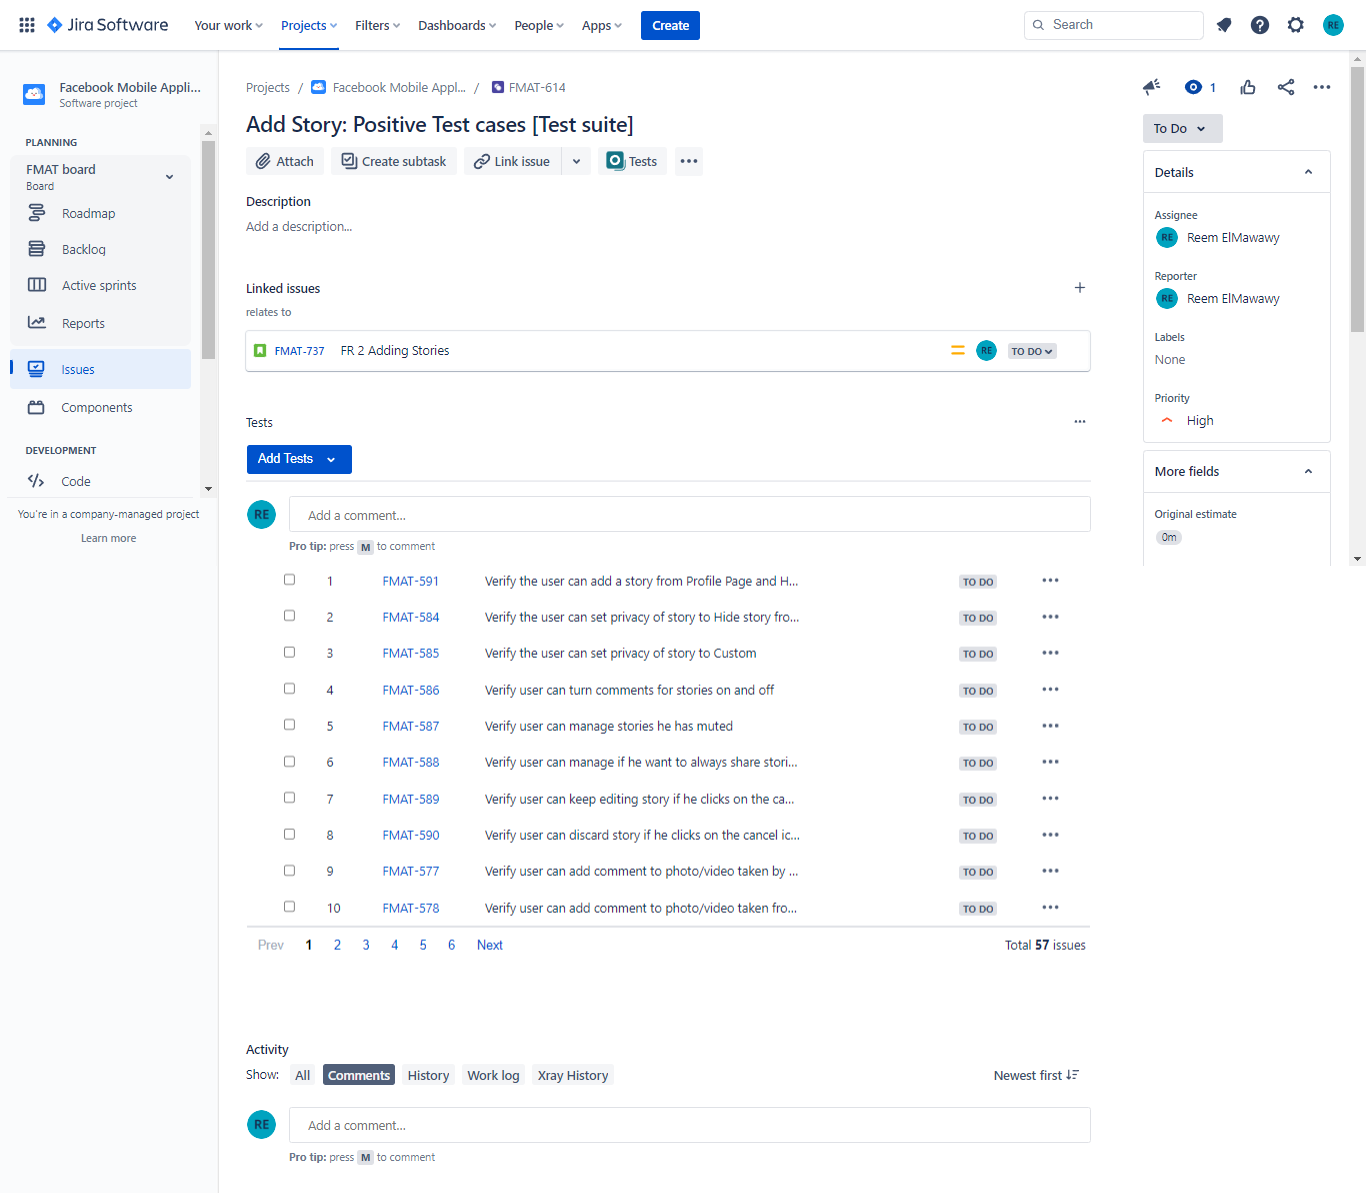 Jira Software Your work Projects Filters Dashboards People Apps Create Search RE
Facebook Mobile Appli...
Software project
PLANNING
FMAT board
Board
Roadmap
Backlog
Active sprints
Reports
Issues
Components
DEVELOPMENT
Code
You're in a company-managed project
Learn more
Projects / Facebook Mobile Appl... / FMAT-614
1
Add Story: Positive Test cases [Test suite]
Attach Create subtask Link issue Tests
Description
Add a description...
Linked issues
relates to
FMAT-737 FR 2 Adding Stories RE TO DO
Tests
Add Tests
RE Add a comment...
Pro tip: press M to comment
1 FMAT-591 Verify the user can add a story from Profile Page and H... TO DO
2 FMAT-584 Verify the user can set privacy of story to Hide story fro... TO DO
3 FMAT-585 Verify the user can set privacy of story to Custom TO DO
4 FMAT-586 Verify user can turn comments for stories on and off TO DO
5 FMAT-587 Verify user can manage stories he has muted TO DO
6 FMAT-588 Verify user can manage if he want to always share stori... TO DO
7 FMAT-589 Verify user can keep editing story if he clicks on the ca... TO DO
8 FMAT-590 Verify user can discard story if he clicks on the cancel ic... TO DO
9 FMAT-577 Verify user can add comment to photo/video taken by ... TO DO
10 FMAT-578 Verify user can add comment to photo/video taken fro... TO DO
Prev 1 2 3 4 5 6 Next Total 57 issues
Activity
Show: All Comments History Work log Xray History Newest first
RE Add a comment...
Pro tip: press M to comment
To Do
Details
Assignee
RE Reem ElMawawy
Reporter
RE Reem ElMawawy
Labels
None
Priority
High
More fields
Original estimate
0m